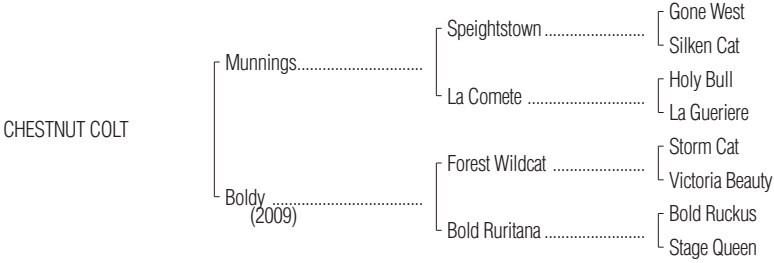 Gone West
Speightstown
Silken Cat
Munnings
Holy Bull
La Comete
La Gueriere
CHESTNUT COLT
Storm Cat
Forest Wildcat
Victoria Beauty
Boldy
(2009)
Bold Ruckus
Bold Ruritana
Stage Queen